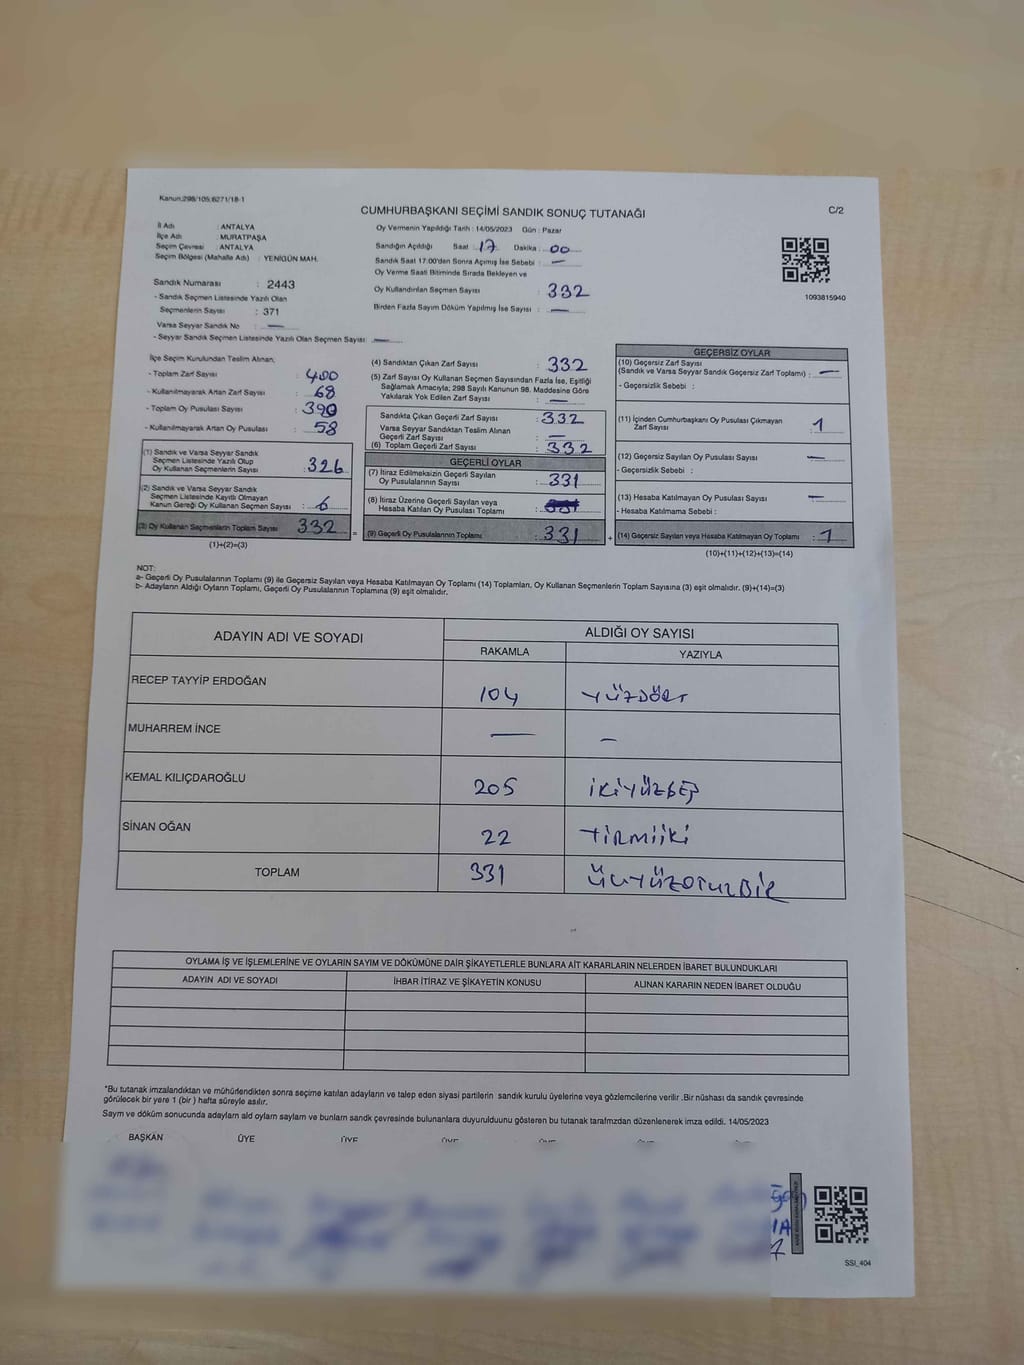 Kanun:298/105;6271/18-1
CUMHURBAŞKANI SEÇİMİ SANDIK SONUÇ TUTANAĞI
C/2
İl Adı : ANTALYA
İlçe Adı : MURATPAŞA
Seçim Çevresi : ANTALYA
Seçim Bölgesi (Mahalle Adı) : YENİGÜN MAH.
Oy Vermenin Yapıldığı Tarih : 14/05/2023 Gün : Pazar
Sandığın Açıldığı Saat : 17 Dakika : 00
Sandık Saat 17.00'den Sonra Açımış İse Sebebi : —
Oy Verme Saati Bitiminde Sırada Bekleyen ve
Oy Kullandırılan Seçmen Sayısı : 332
Birden Fazla Sayım Döküm Yapılmış İse Sayısı : —
1093815940
Sandık Numarası : 2443
- Sandık Seçmen Listesinde Yazılı Olan
Seçmenlerin Sayısı : 371
Varsa Seyyar Sandık No : —
- Seyyar Sandık Seçmen Listesinde Yazılı Olan Seçmen Sayısı : —
İlçe Seçim Kurulundan Teslim Alınan;
- Toplam Zarf Sayısı : 400
- Kullanılmayarak Artan Zarf Sayısı : 68
- Toplam Oy Pusulası Sayısı : 390
- Kullanılmayarak Artan Oy Pusulası : 58
(1) Sandık ve Varsa Seyyar Sandık
Seçmen Listesinde Yazılı Olup
Oy Kullanan Seçmenlerin Sayısı : 326
(2) Sandık ve Varsa Seyyar Sandık
Seçmen Listesinde Kayıtlı Olmayan
Kanun Gereği Oy Kullanan Seçmen Sayısı : 6
(3) Oy Kullanan Seçmenlerin Toplam Sayısı 332
(1)+(2)=(3)
(4) Sandıktan Çıkan Zarf Sayısı : 332
(5) Zarf Sayısı Oy Kullanan Seçmen Sayısından Fazla İse, Eşitliği
Sağlamak Amacıyla; 298 Sayılı Kanunun 98. Maddesine Göre
Yakılarak Yok Edilen Zarf Sayısı : —
Sandıkta Çıkan Geçerli Zarf Sayısı : 332
Varsa Seyyar Sandıktan Teslim Alınan
Geçerli Zarf Sayısı : —
(6) Toplam Geçerli Zarf Sayısı : 332
GEÇERLİ OYLAR
(7) İtiraz Edilmeksizin Geçerli Sayılan
Oy Pusulalarının Sayısı : 331
(8) İtiraz Üzerine Geçerli Sayılan veya
Hesaba Katılan Oy Pusulası Toplamı :
= (9) Geçerli Oy Pusulalarının Toplamı : 331
GEÇERSİZ OYLAR
(10) Geçersiz Zarf Sayısı
(Sandık ve Varsa Seyyar Sandık Geçersiz Zarf Toplamı) : —
- Geçersizlik Sebebi :
(11) İçinden Cumhurbaşkanı Oy Pusulası Çıkmayan
Zarf Sayısı : 1
(12) Geçersiz Sayılan Oy Pusulası Sayısı : —
- Geçersizlik Sebebi :
(13) Hesaba Katılmayan Oy Pusulası Sayısı : —
- Hesaba Katılmama Sebebi :
+ (14) Geçersiz Sayılan veya Hesaba Katılmayan Oy Toplamı : 1
(10)+(11)+(12)+(13)=(14)
NOT:
a- Geçerli Oy Pusulalarının Toplamı (9) ile Geçersiz Sayılan veya Hesaba Katılmayan Oy Toplamı (14) Toplamları, Oy Kullanan Seçmenlerin Toplam Sayısına (3) eşit olmalıdır. (9)+(14)=(3)
b- Adayların Aldığı Oyların Toplamı, Geçerli Oy Pusulalarının Toplamına (9) eşit olmalıdır.
ADAYIN ADI VE SOYADI ALDIĞI OY SAYISI
RAKAMLA YAZIYLA
RECEP TAYYİP ERDOĞAN 104 YÜZDÖRT
MUHARREM İNCE — —
KEMAL KILIÇDAROĞLU 205 İKİYÜZBEŞ
SİNAN OĞAN 22 YİRMİİKİ
TOPLAM 331 ÜÇYÜZOTUZBİR
OYLAMA İŞ VE İŞLEMLERİNE VE OYLARIN SAYIM VE DÖKÜMÜNE DAİR ŞİKAYETLERLE BUNLARA AİT KARARLARIN NELERDEN İBARET BULUNDUKLARI
ADAYIN ADI VE SOYADI İHBAR İTİRAZ VE ŞİKAYETİN KONUSU ALINAN KARARIN NEDEN İBARET OLDUĞU
*Bu tutanak imzalandıktan ve mühürlendikten sonra seçime katılan adayların ve talep eden siyasi partilerin sandık kurulu üyelerine veya gözlemcilerine verilir .Bir nüshası da sandık çevresinde
görülecek bir yere 1 (bir ) hafta süreyle asılır.
Sayım ve döküm sonucunda adayların ald oyların sayları ve bunların sandk çevresinde bulunanlara duyurulduunu gösteren bu tutanak tarafmzdan düzenlenerek imza edildi. 14/05/2023
BAŞKAN ÜYE ÜYE ÜYE ÜYE ÜYE ÜYE
SSI_404